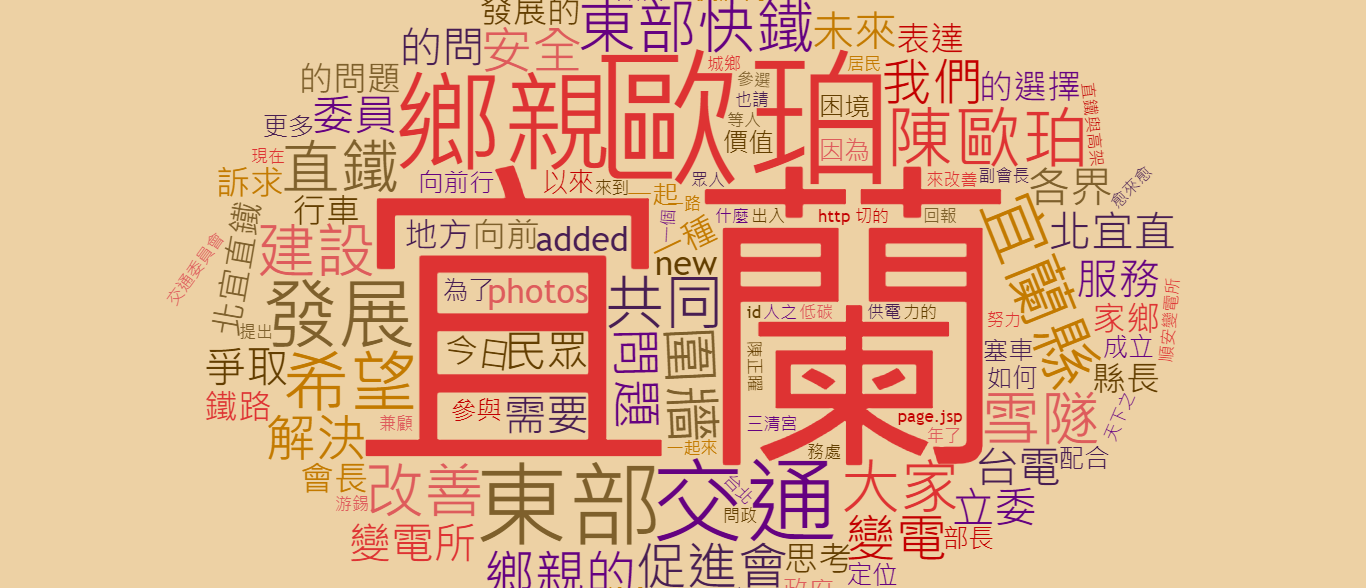 發展的
東部快鐵
未來
表達
的問
安全
的問題
鄉親
歐珀
城鄉
居民
參選
也請
等人
價值
困境
因為
我們
的選擇
陳歐珀
直鐵與高架
委員
更多
現在
直鐵
訴求
向前行
以來
來到
一起
一路
眾人
來改善
副會長
各界
愈來愈
行車
建設
地方
向前
added
一個
一種
什麼
出入
http
切的
回報
宜蘭
宜蘭縣
北宜直
服務
交通委員會
北宜直鐵
發展
提出
為了
photos
new
共同
id
人之
低碳
供電
力的
努力
家鄉
順安變電所
爭取
希望
今日
民眾
問題
圍牆
陳正曜
塞車
成立
如何
縣長
鐵路
兼顧
參與
需要
三清宮
page.jsp
年了
雪隧
天下之
解決
一起來
務處
台電
配合
會長
游錫
改善
東部
交通
問政
大家
立委
變電所
變電
部長
鄉親的
促進會
思考
定位